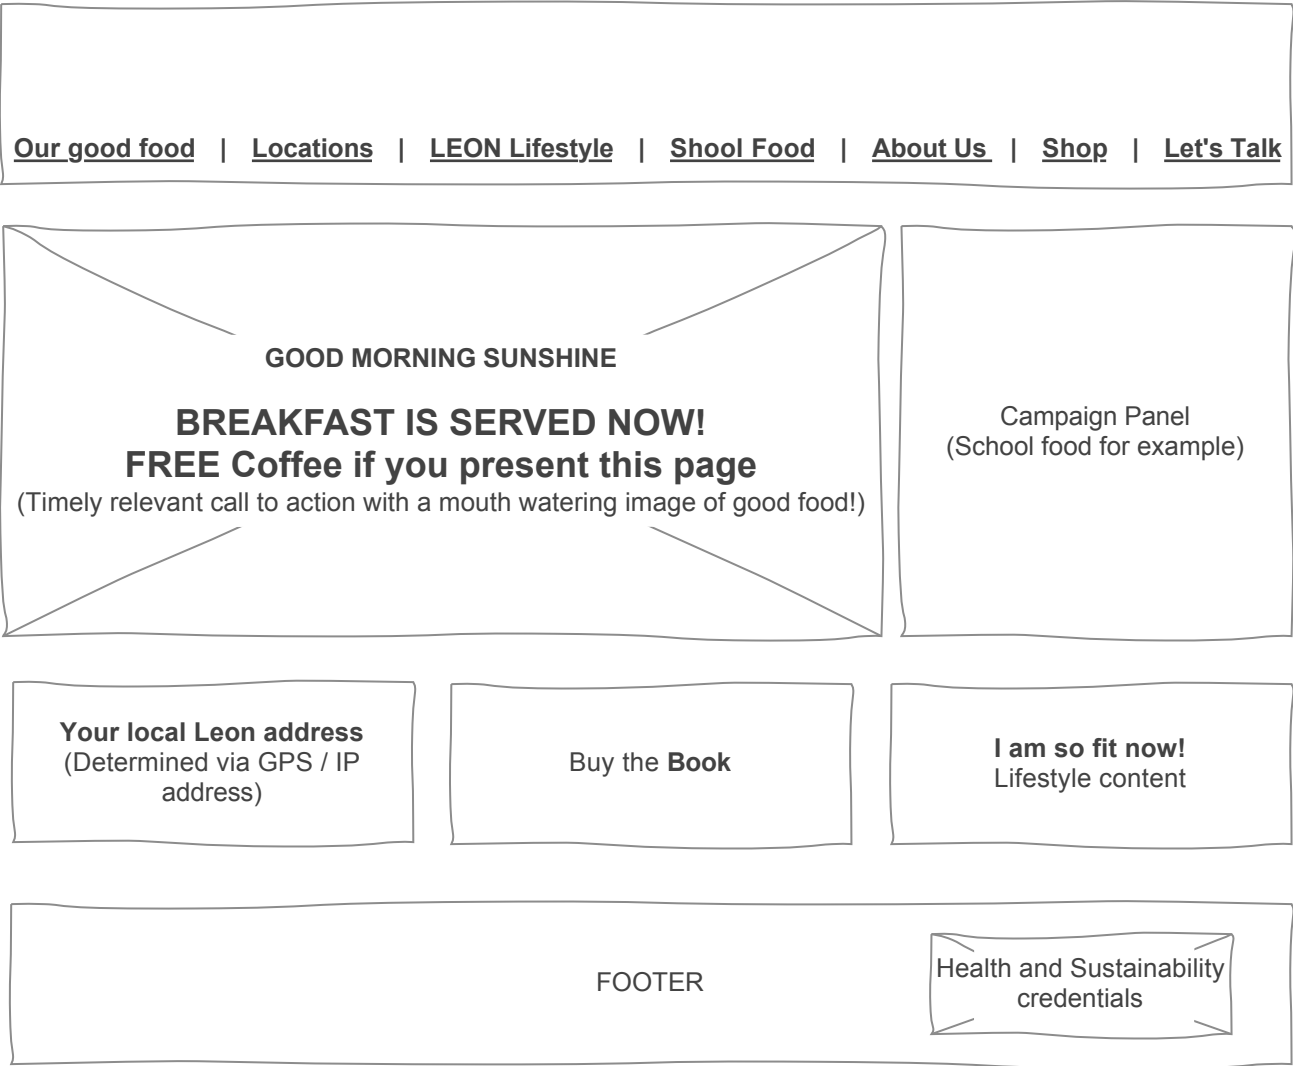 Our good food | Locations | LEON Lifestyle | Shool Food | About Us | Shop | Let's Talk
GOOD MORNING SUNSHINE
BREAKFAST IS SERVED NOW!
FREE Coffee if you present this page
(Timely relevant call to action with a mouth watering image of good food!)
Campaign Panel
(School food for example)
Your local Leon address
(Determined via GPS / IP
address)
Buy the Book
I am so fit now!
Lifestyle content
FOOTER
Health and Sustainability
credentials